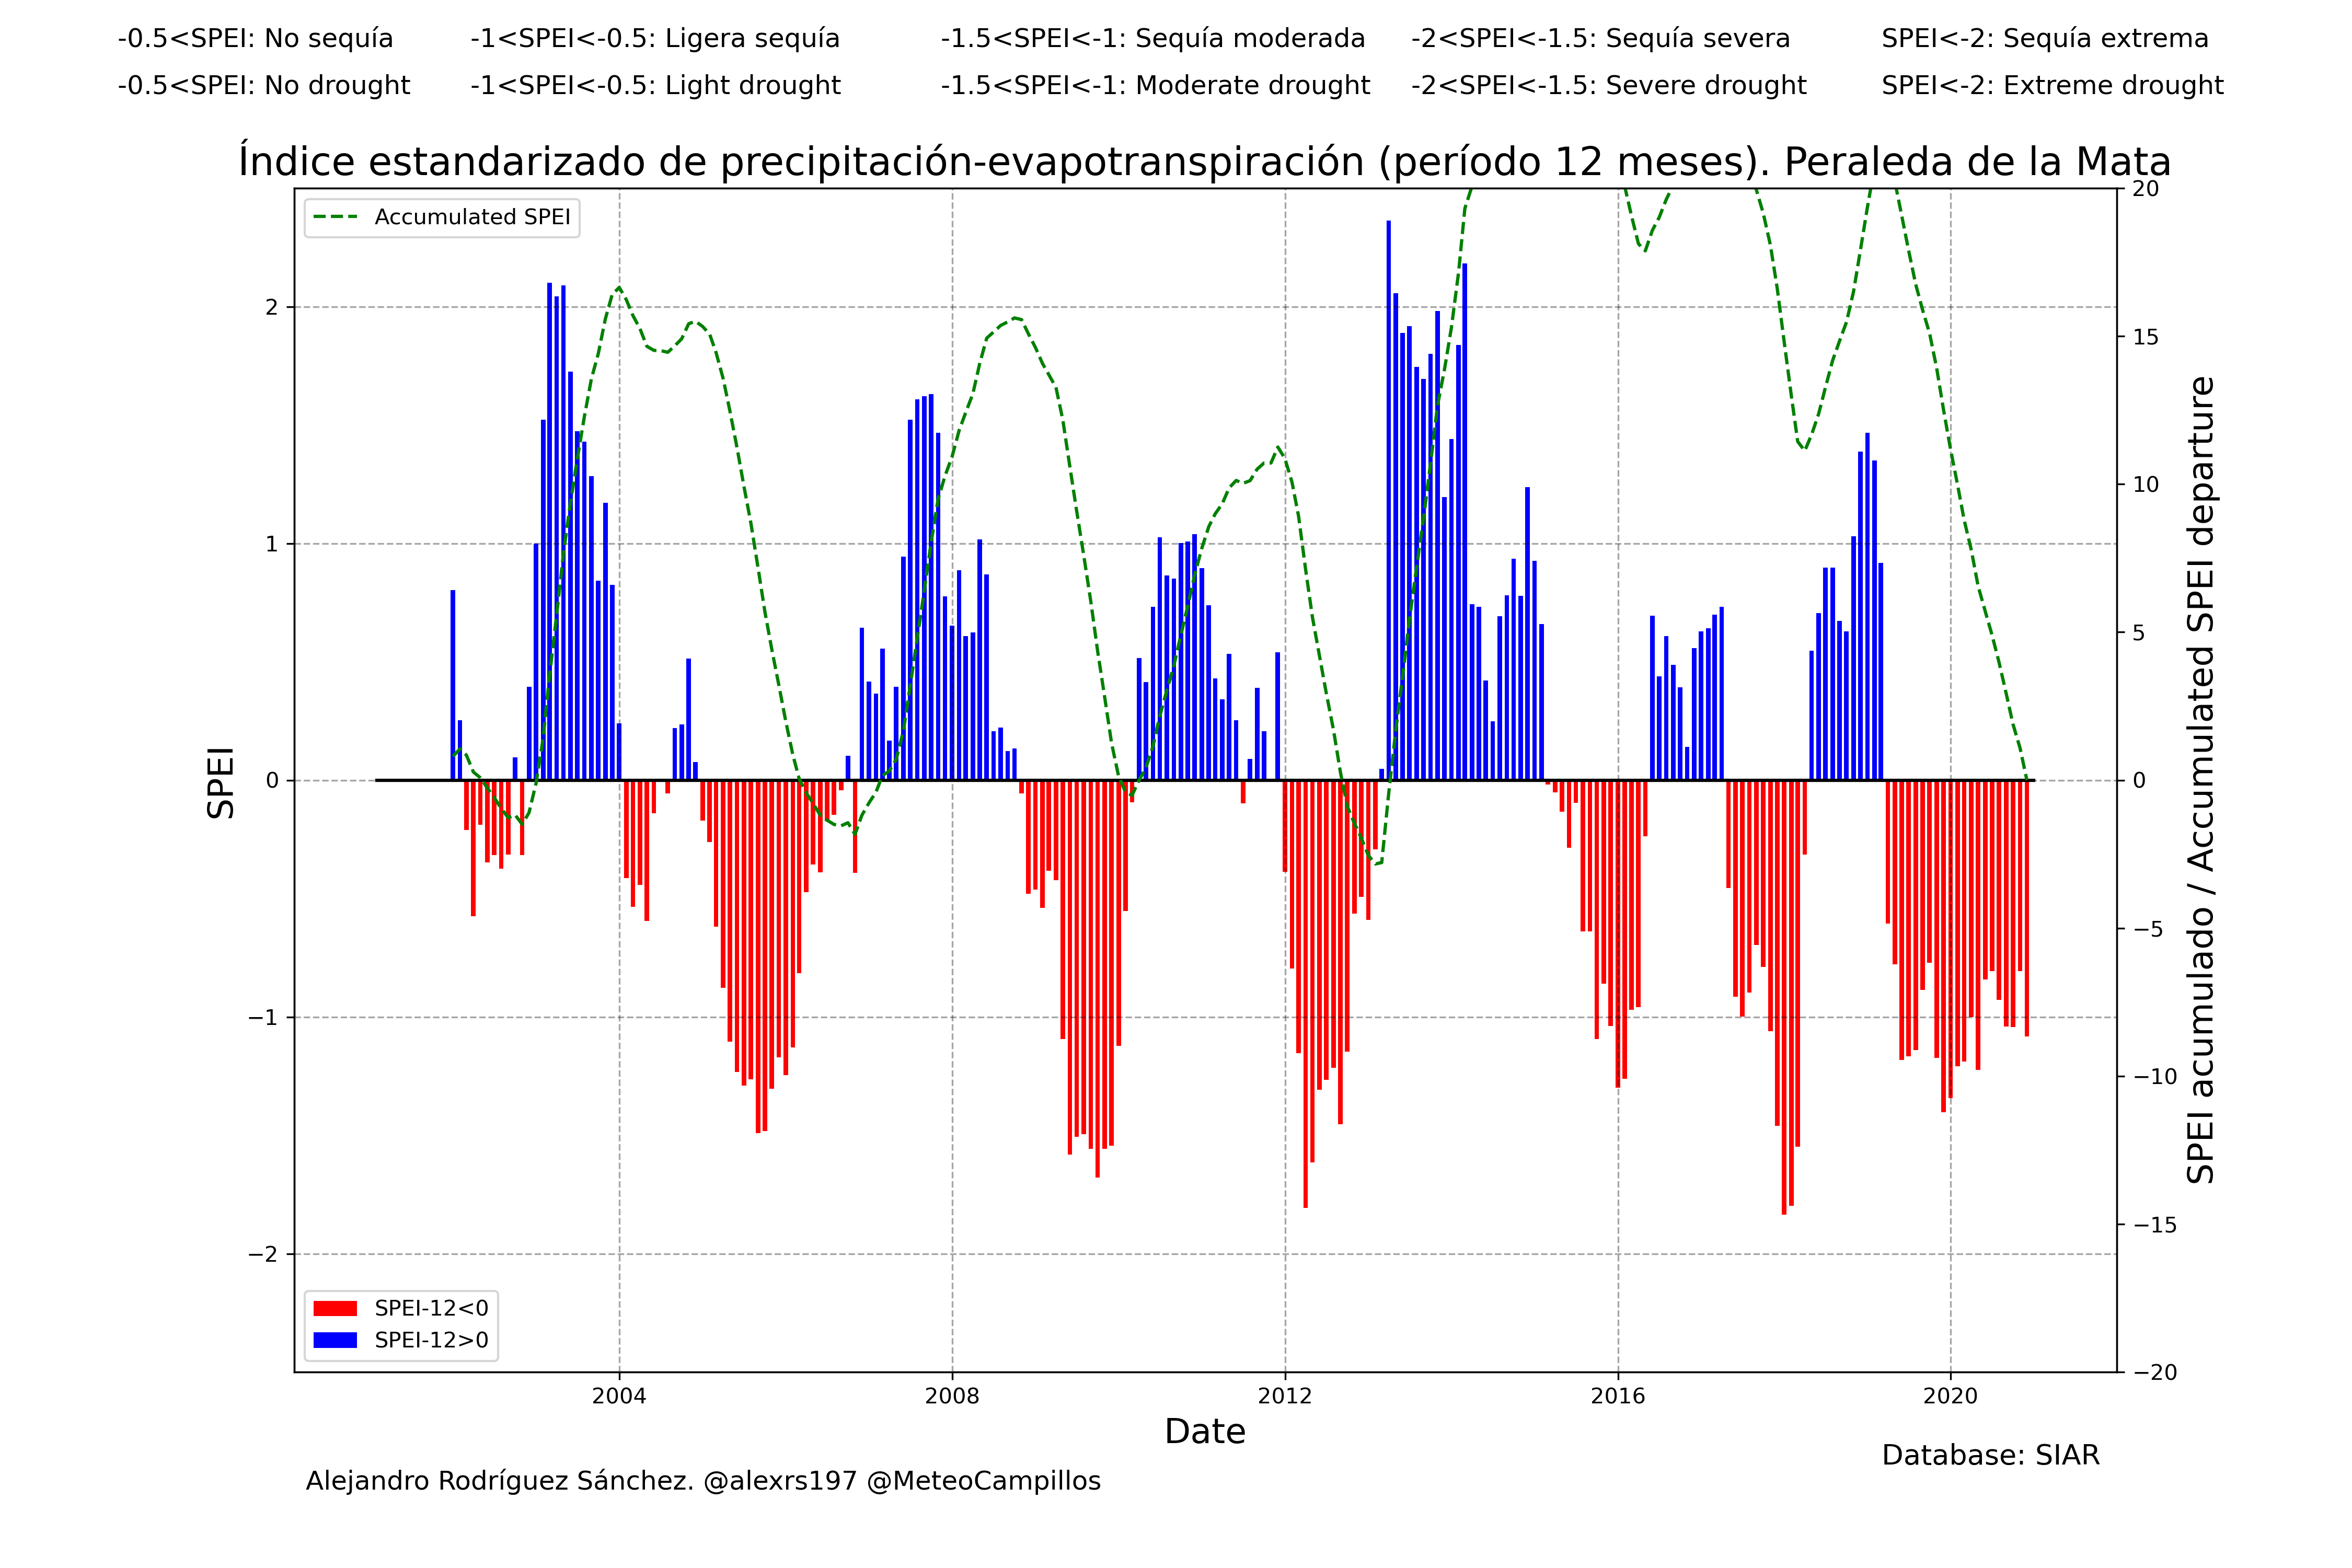 -0.5<SPEI: No sequía -1<SPEI<-0.5: Ligera sequía -1.5<SPEI<-1: Sequía moderada -2<SPEI<-1.5: Sequía severa SPEI<-2: Sequía extrema
-0.5<SPEI: No drought -1<SPEI<-0.5: Light drought -1.5<SPEI<-1: Moderate drought -2<SPEI<-1.5: Severe drought SPEI<-2: Extreme drought
Índice estandarizado de precipitación-evapotranspiración (período 12 meses). Peraleda de la Mata
Accumulated SPEI
SPEI
2
1
0
−1
−2
20
15
10
5
0
−5
−10
−15
−20
SPEI acumulado / Accumulated SPEI departure
SPEI-12<0
SPEI-12>0
2004 2008 2012 2016 2020
Date
Database: SIAR
Alejandro Rodríguez Sánchez. @alexrs197 @MeteoCampillos